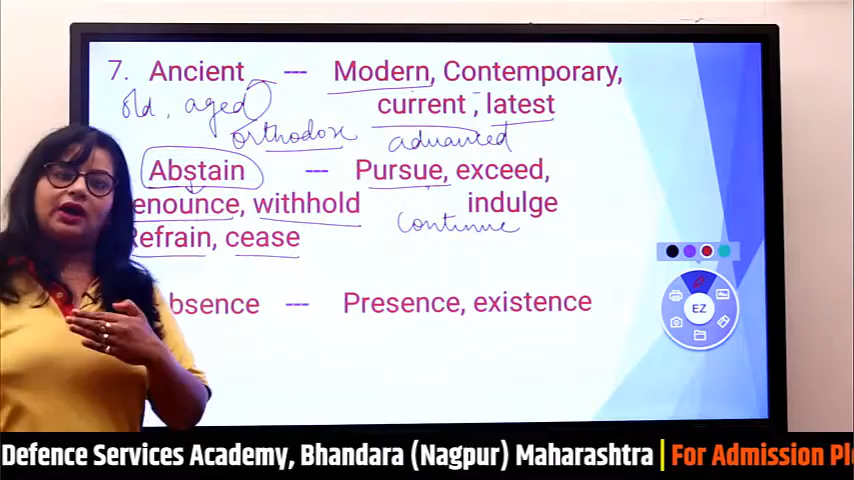 7. Ancient --- Modern, Contemporary,
old, aged current, latest
orthodox advanced
Abstain --- Pursue, exceed,
enounce, withhold indulge
Refrain, cease continue
bsence --- Presence, existence
EZ
Defence Services Academy, Bhandara (Nagpur) Maharashtra | For Admission Pl